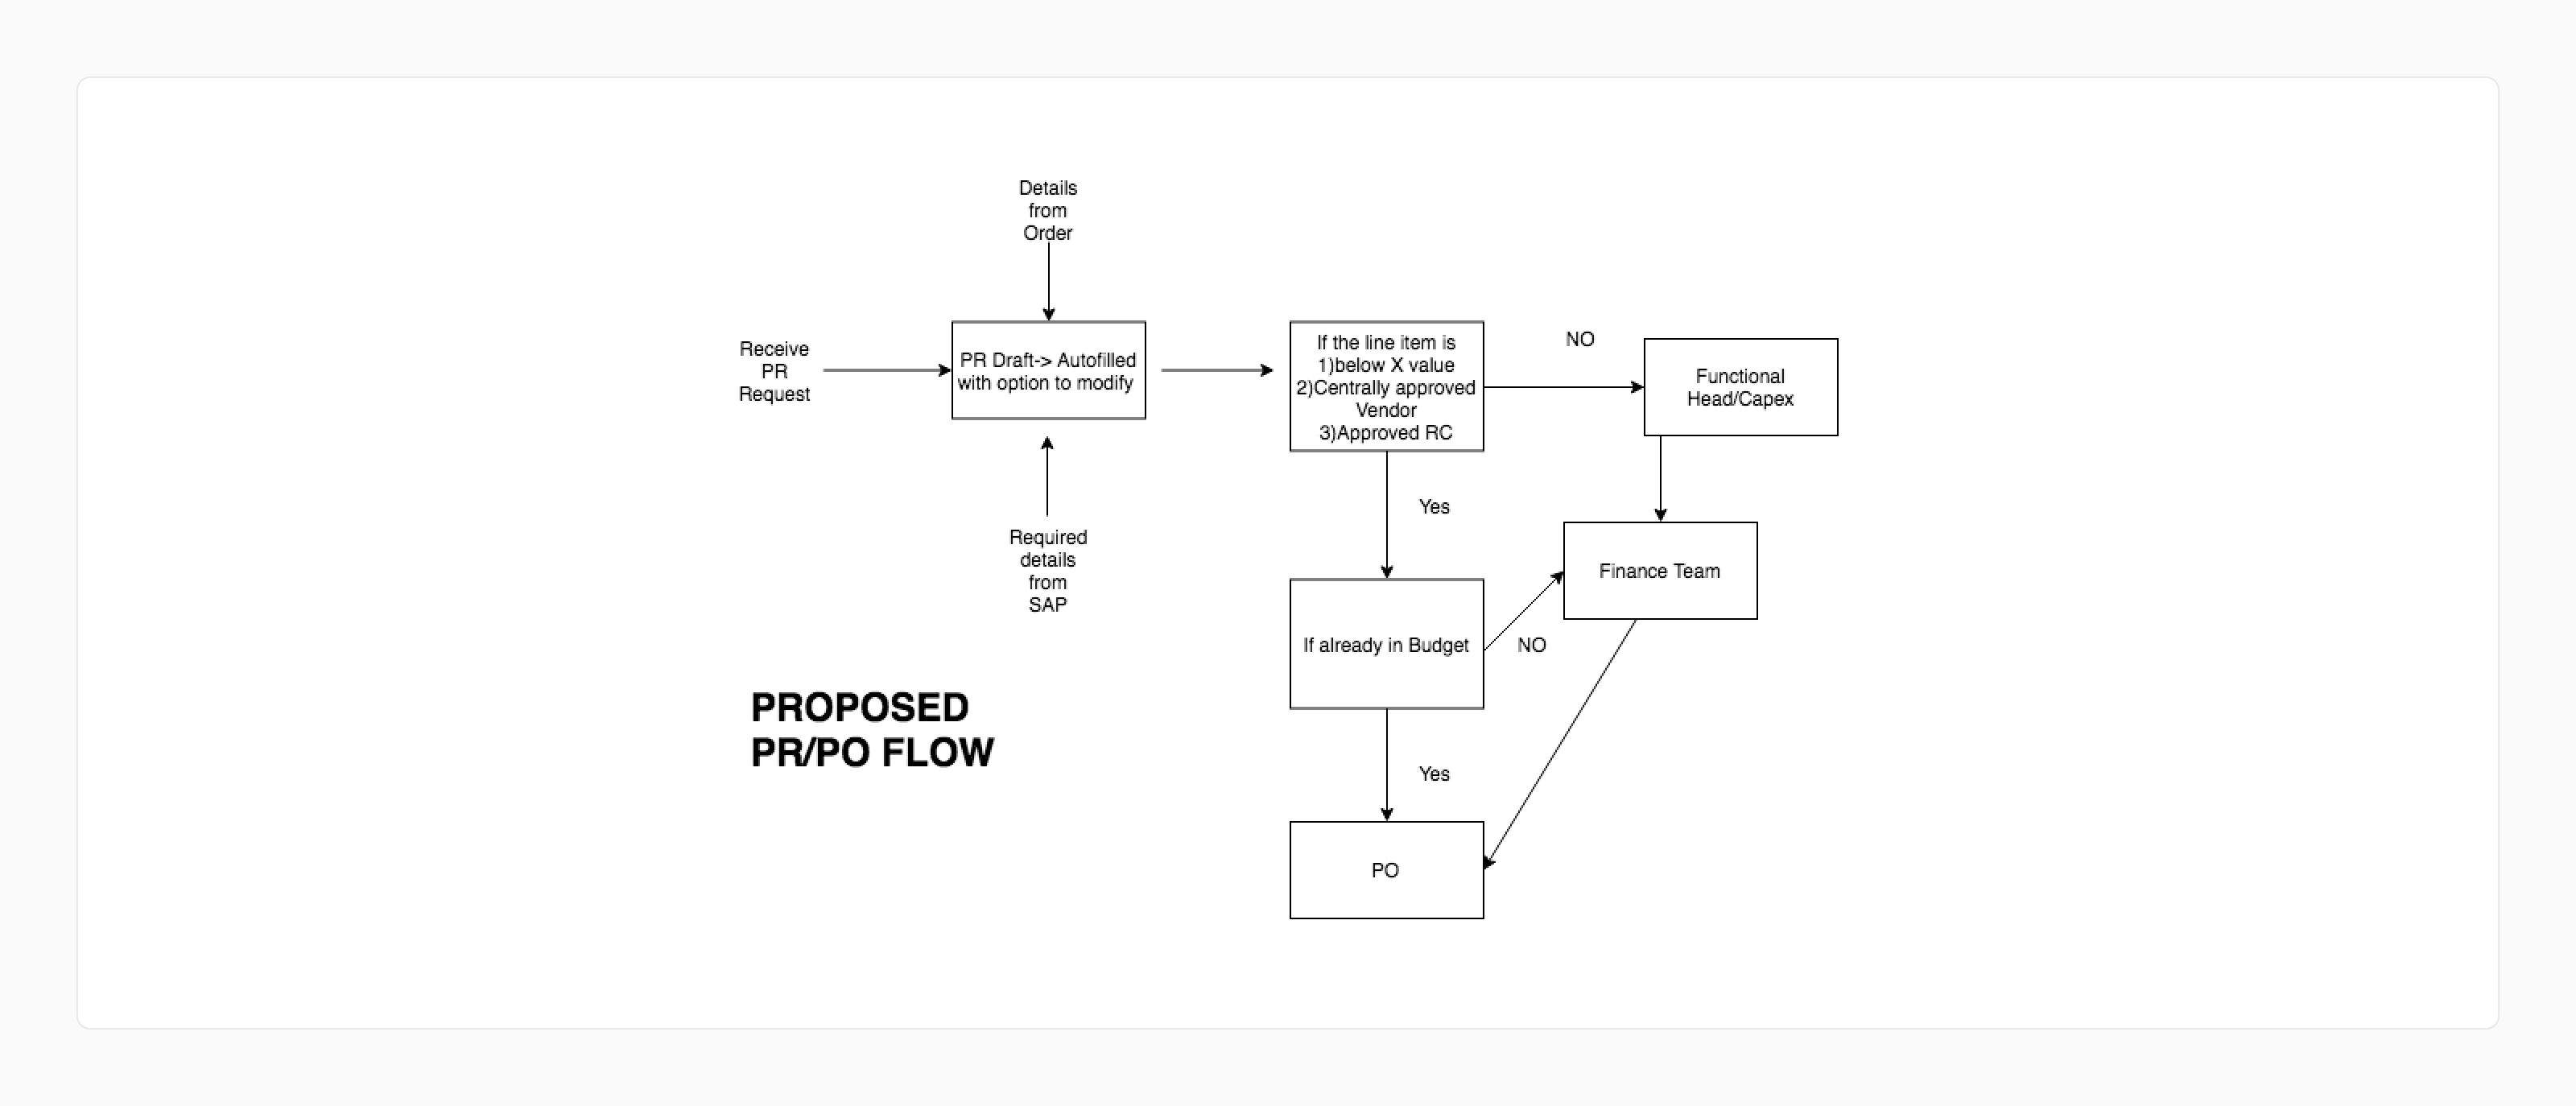 Details
from
Order
Receive
PR
Request
PR Draft-> Autofilled
with option to modify
If the line item is
1)below X value
2)Centrally approved
Vendor
3)Approved RC
NO
Functional
Head/Capex
Yes
Required
details
from
SAP
Finance Team
If already in Budget
NO
PROPOSED
PR/PO FLOW
Yes
PO